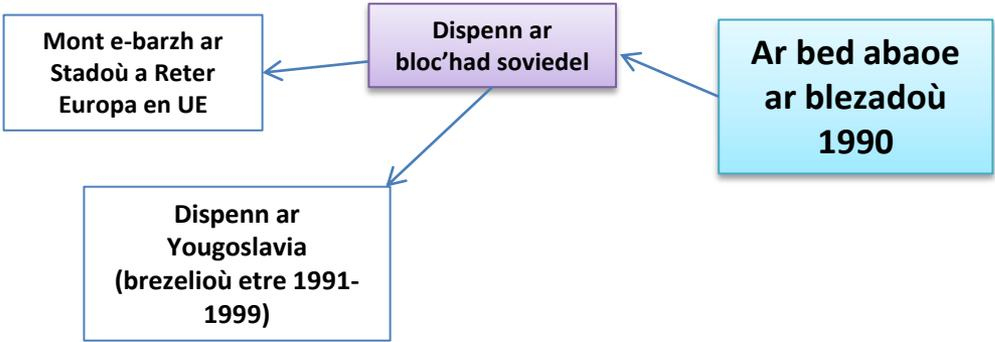 Mont e-barzh ar
Stadoù a Reter
Europa en UE
Dispenn ar
bloc’had soviedel
Ar bed abaoe
ar blezadoù
1990
Dispenn ar
Yougoslavia
(brezelioù etre 1991-
1999)